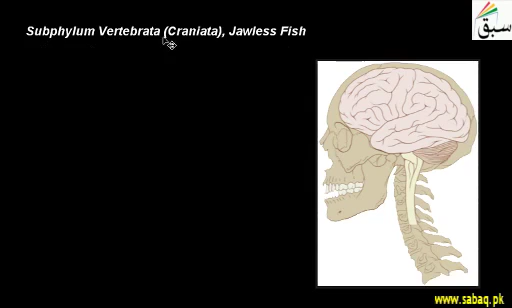 Subphylum Vertebrata (Craniata), Jawless Fish
سبق
www.sabaq.pk